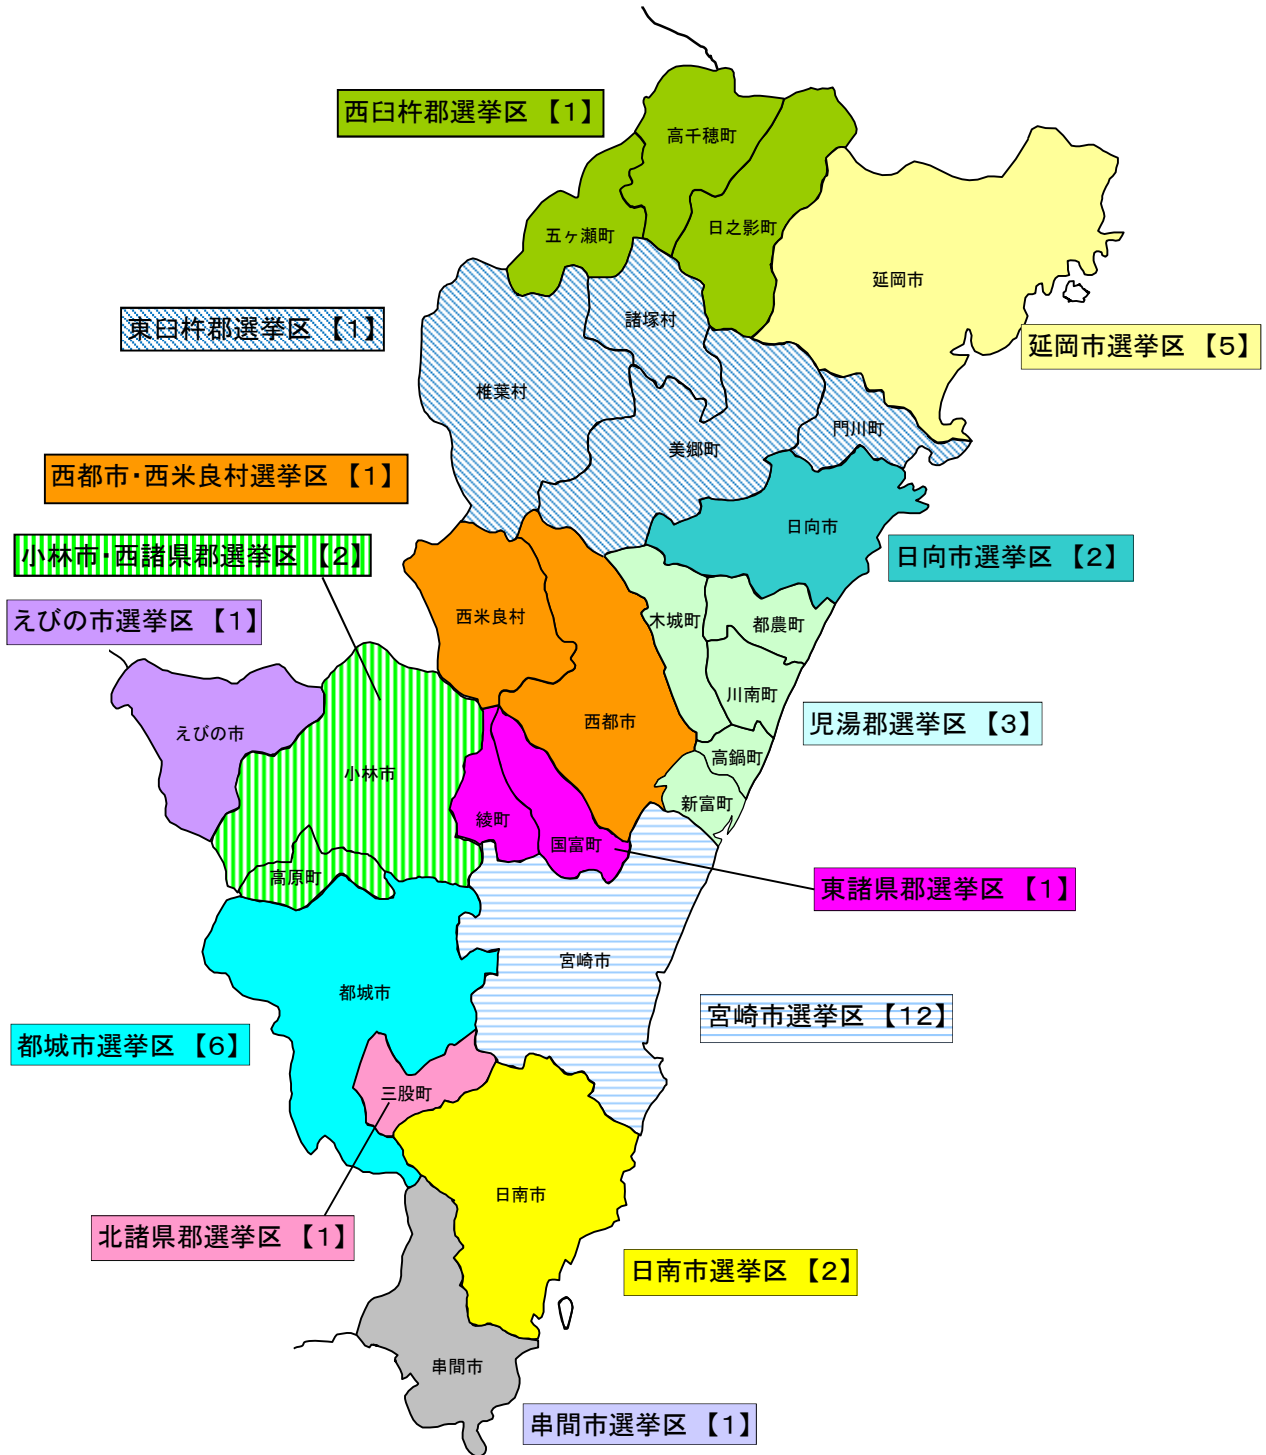 西臼杵郡選挙区 【1】
高千穂町
日之影町
五ヶ瀬町
延岡市
東臼杵郡選挙区 【1】
諸塚村
延岡市選挙区 【5】
椎葉村
門川町
美郷町
西都市・西米良村選挙区 【1】
日向市
小林市・西諸県郡選挙区 【2】
日向市選挙区 【2】
えびの市選挙区 【1】
西米良村
木城町
都農町
川南町
西都市
児湯郡選挙区 【3】
えびの市
高鍋町
小林市
新富町
綾町
国富町
高原町
東諸県郡選挙区 【1】
宮崎市
都城市
宮崎市選挙区 【12】
都城市選挙区 【6】
三股町
日南市
北諸県郡選挙区 【1】
日南市選挙区 【2】
串間市
串間市選挙区 【1】